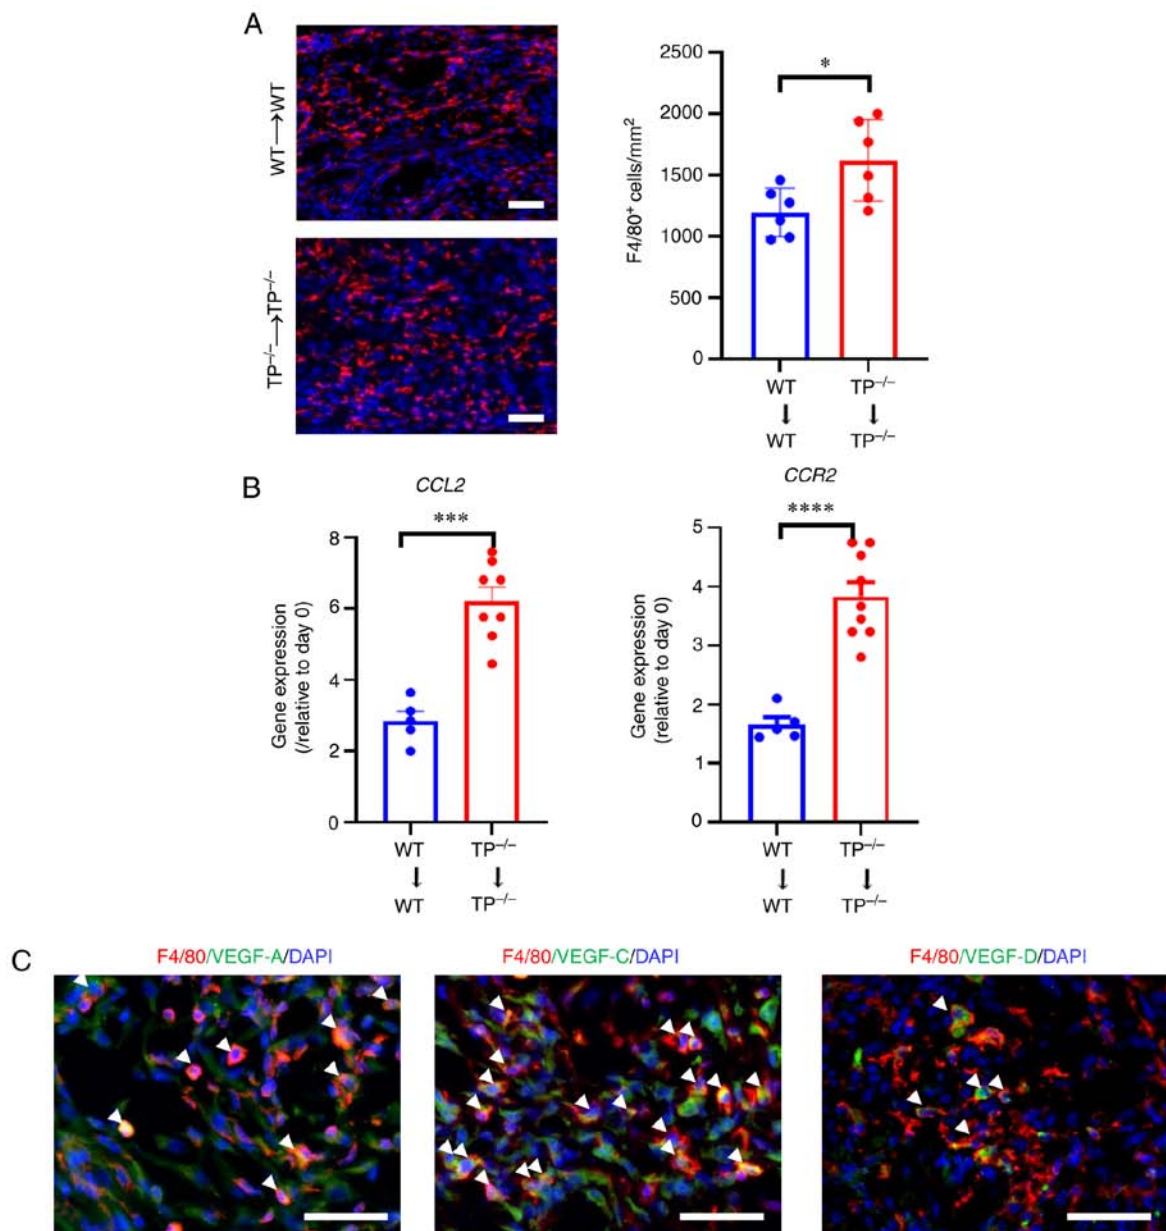 A
WT⟶WT
TP⁻/⁻⟶TP⁻/⁻
F4/80⁺ cells/mm²
2500
2000
1500
1000
500
0
*
WT
↓
WT
TP⁻/⁻
↓
TP⁻/⁻
B
CCL2
Gene expression
(/relative to day 0)
8
6
4
2
0
***
WT
↓
WT
TP⁻/⁻
↓
TP⁻/⁻
CCR2
Gene expression
(relative to day 0)
5
4
3
2
1
0
****
WT
↓
WT
TP⁻/⁻
↓
TP⁻/⁻
C
F4/80/VEGF-A/DAPI
F4/80/VEGF-C/DAPI
F4/80/VEGF-D/DAPI